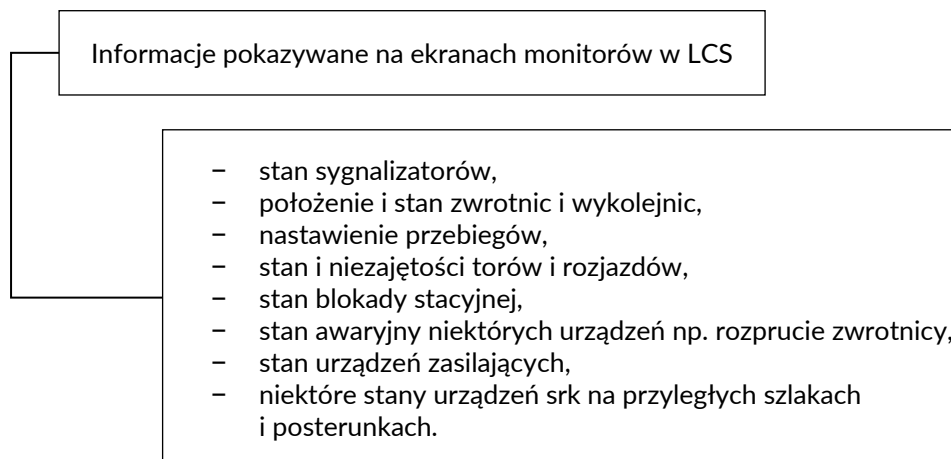 Informacje pokazywane na ekranach monitorów w LCS
– stan sygnalizatorów,
– położenie i stan zwrotnic i wykolejnic,
– nastawienie przebiegów,
– stan i niezajętości torów i rozjazdów,
– stan blokady stacyjnej,
– stan awaryjny niektórych urządzeń np. rozprucie zwrotnicy,
– stan urządzeń zasilających,
– niektóre stany urządzeń srk na przyległych szlakach
i posterunkach.